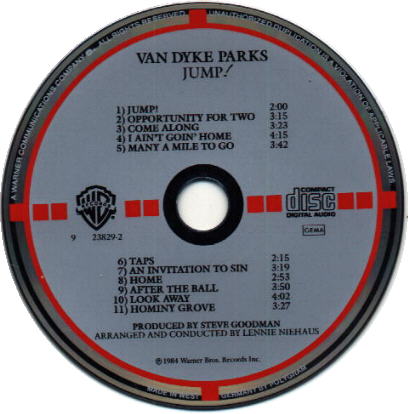 A WARNER COMMUNICATIONS COMPANY ALL RIGHTS RESERVED
UNAUTHORIZED DUPLICATION IS A VIOLATION OF APPLICABLE LAWS
VAN DYKE PARKS
JUMP!
1) JUMP! 2:00
2) OPPORTUNITY FOR TWO 3:15
3) COME ALONG 3:23
4) I AIN'T GOIN' HOME 4:15
5) MANY A MILE TO GO 3:42
COMPACT
disc
DIGITAL AUDIO
9 23829-2
GEMA
6) TAPS 2:15
7) AN INVITATION TO SIN 3:19
8) HOME 2:53
9) AFTER THE BALL 3:50
10) LOOK AWAY 4:02
11) HOMINY GROVE 3:27
PRODUCED BY STEVE GOODMAN
ARRANGED AND CONDUCTED BY LENNIE NIEHAUS
℗ 1984 Warner Bros. Records Inc.
MADE IN WEST GERMANY BY POLYGRAM